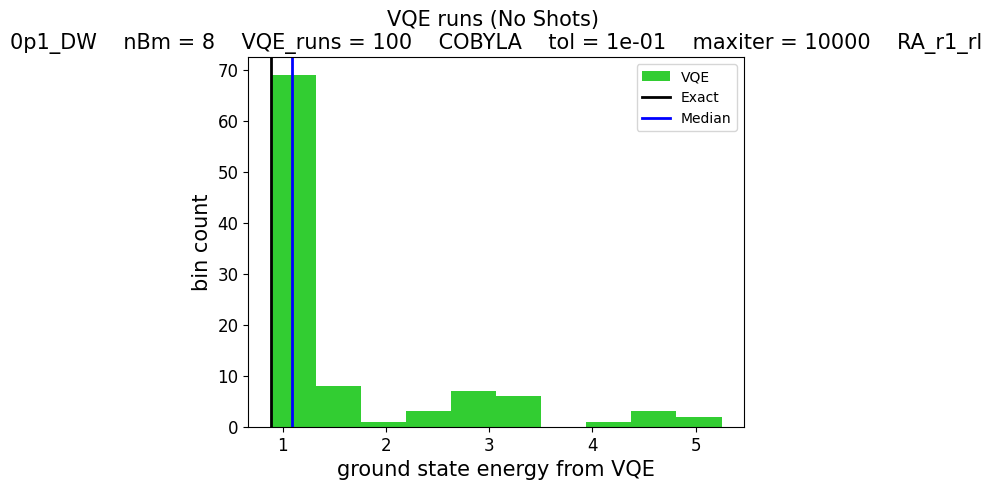 VQE runs (No Shots)
0p1_DW    nBm = 8    VQE_runs = 100    COBYLA    tol = 1e-01    maxiter = 10000    RA_r1_rl
70
60
50
40
30
20
10
0
bin count
VQE
Exact
Median
1 2 3 4 5
ground state energy from VQE